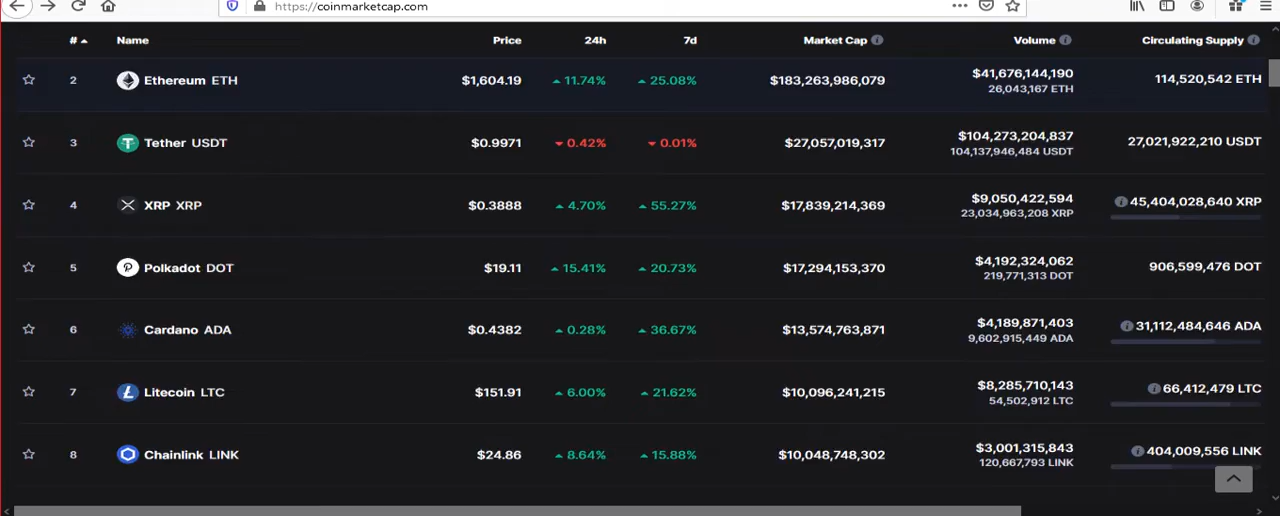 https://coinmarketcap.com
# Name Price 24h 7d Market Cap Volume Circulating Supply
2 Ethereum ETH $1,604.19 11.74% 25.08% $183,263,986,079 $41,676,144,190 114,520,542 ETH
26,043,167 ETH
3 Tether USDT $0.9971 0.42% 0.01% $27,057,019,317 $104,273,204,837 27,021,922,210 USDT
104,137,946,484 USDT
4 XRP XRP $0.3888 4.70% 55.27% $17,839,214,369 $9,050,422,594 45,404,028,640 XRP
23,034,963,208 XRP
5 Polkadot DOT $19.11 15.41% 20.73% $17,294,153,370 $4,192,324,062 906,599,476 DOT
219,771,313 DOT
6 Cardano ADA $0.4382 0.28% 36.67% $13,574,763,871 $4,189,871,403 31,112,484,646 ADA
9,602,915,449 ADA
7 Litecoin LTC $151.91 6.00% 21.62% $10,096,241,215 $8,285,710,143 66,412,479 LTC
54,502,912 LTC
8 Chainlink LINK $24.86 8.64% 15.88% $10,048,748,302 $3,001,315,843 404,009,556 LINK
120,667,793 LINK